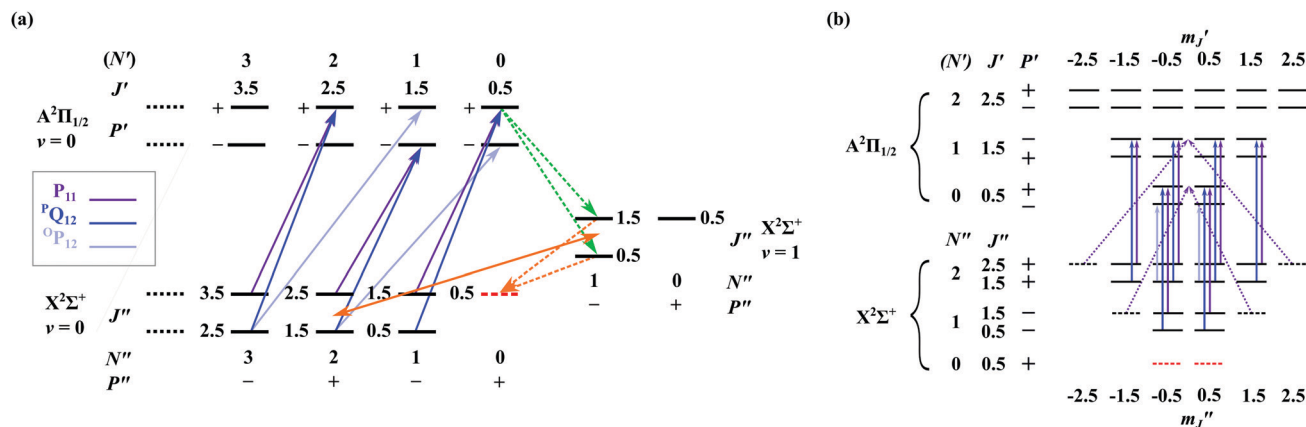 (a)
(N′) 3 2 1 0
J′ 3.5 2.5 1.5 0.5
A²Π₁/₂ + + + +
v = 0 P′ − − − −
P₁₁
ᴾQ₁₂
ᴼP₁₂
1.5 0.5
J″ X²Σ⁺
0.5 v = 1
1 0 N″
− + P″
X²Σ⁺ 3.5 2.5 1.5 0.5
v = 0 J″ 2.5 1.5 0.5
N″ 3 2 1 0
P″ − + − +
(b)
mJ′
(N′) J′ P′ -2.5 -1.5 -0.5 0.5 1.5 2.5
2 2.5 + −
A²Π₁/₂
1 1.5 − +
0 0.5 + −
N″ J″
2 2.5 +
1.5 +
X²Σ⁺
1 1.5 −
0.5 −
0 0.5 +
-2.5 -1.5 -0.5 0.5 1.5 2.5
mJ″